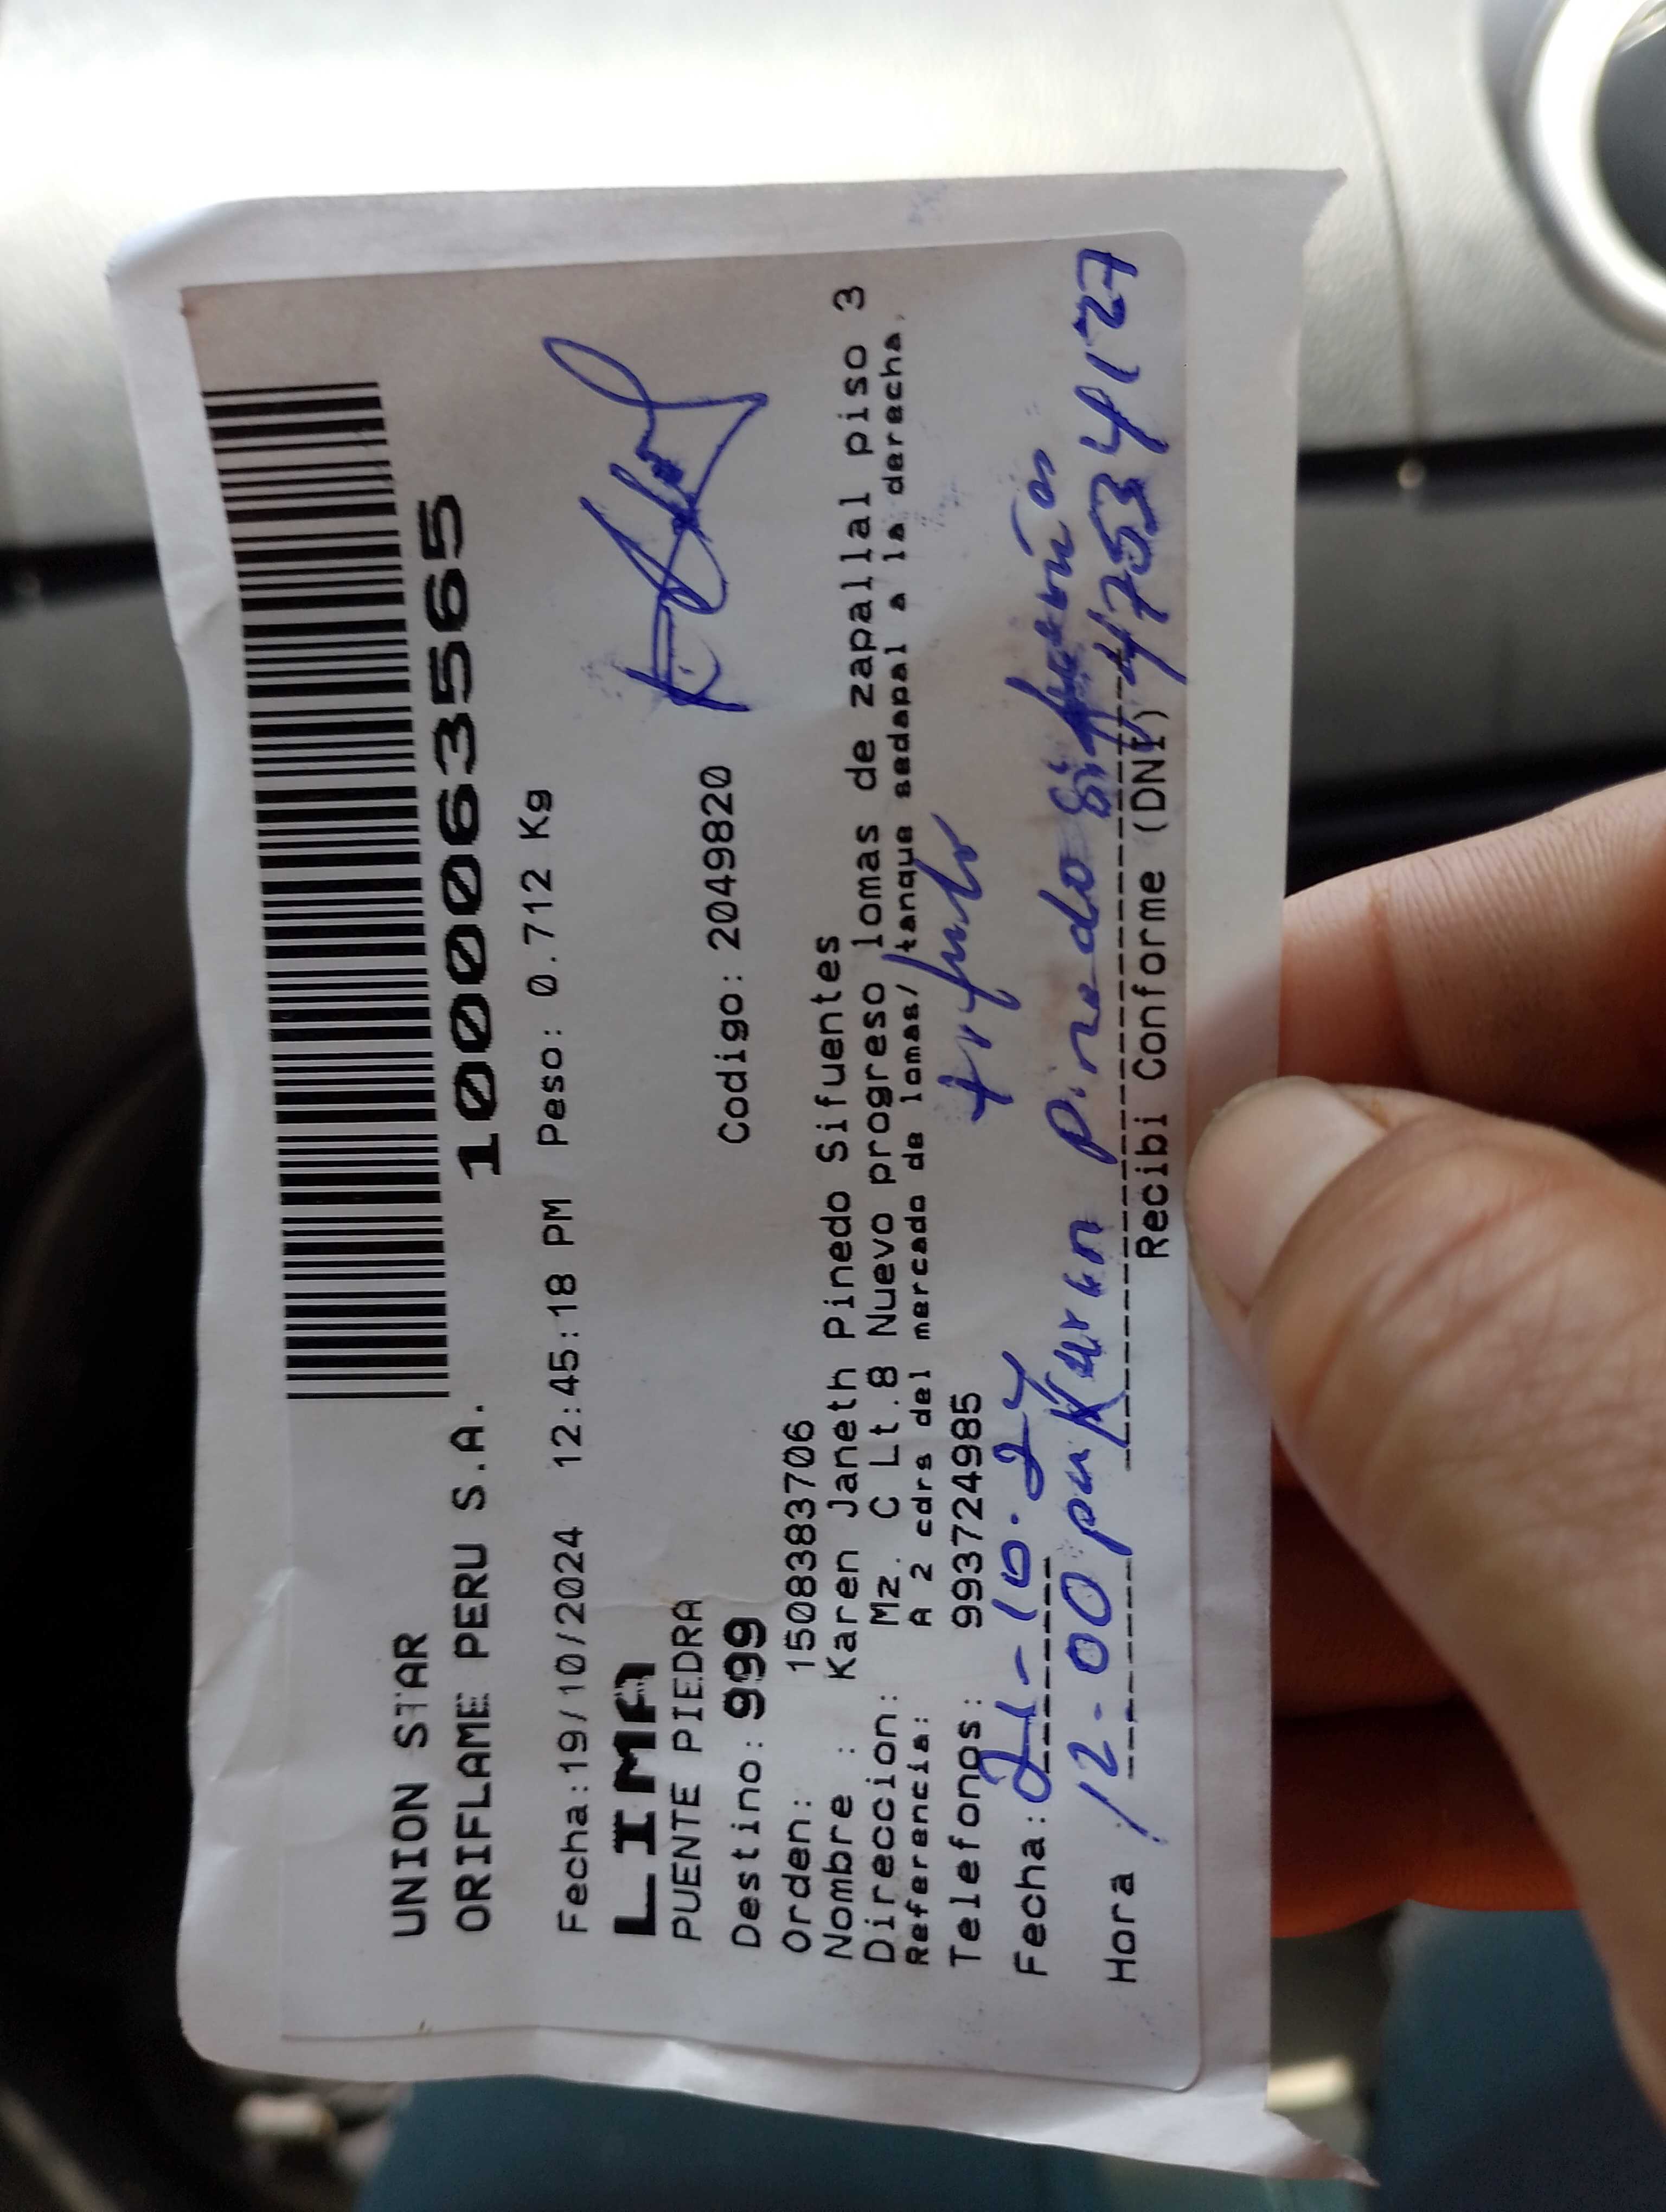 UNION STAR
ORIFLAME PERU S.A.
1000063565
Fecha:19/10/2024 12:45:18 PM Peso: 0.712 Kg
LIMA
PUENTE PIEDRA
Destino: 999 Codigo: 2049820
Orden: 1508383706
Nombre : Karen Janeth Pinedo Sifuentes
Direccion: Mz. C Lt.8 Nuevo progreso lomas de zapallal piso 3
Referencia: A 2 cdrs del mercado de lomas/ tanque sedapal a la derecha.
Telefonos: 993724985
Fecha: 21-10-24
Hora 12-00 pm Karen Pinedo 47534127
Recibi Conforme (DNI)